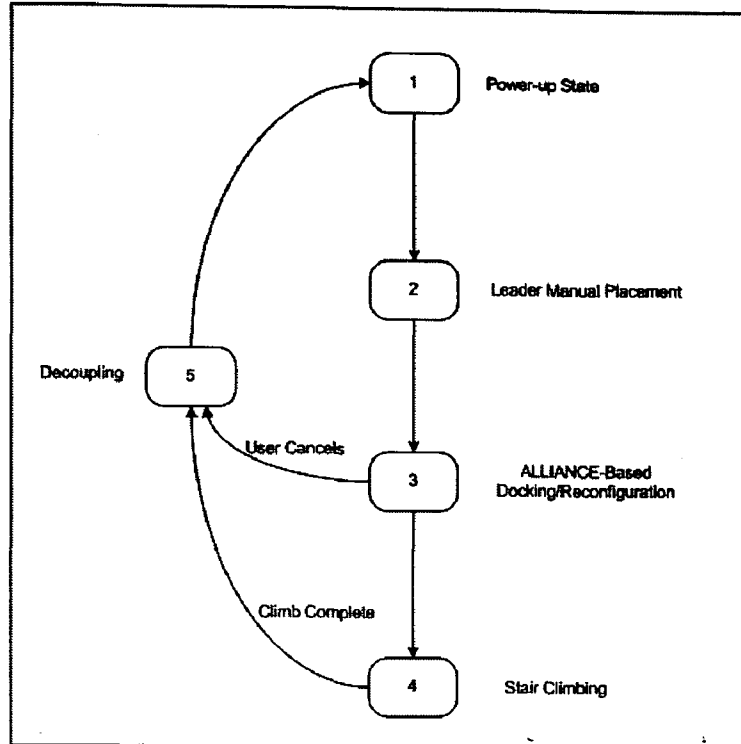 1
Power-up State
2
Leader Manual Placement
Decoupling
5
User Cancels
3
ALLIANCE-Based
Docking/Reconfiguration
Climb Complete
4
Stair Climbing